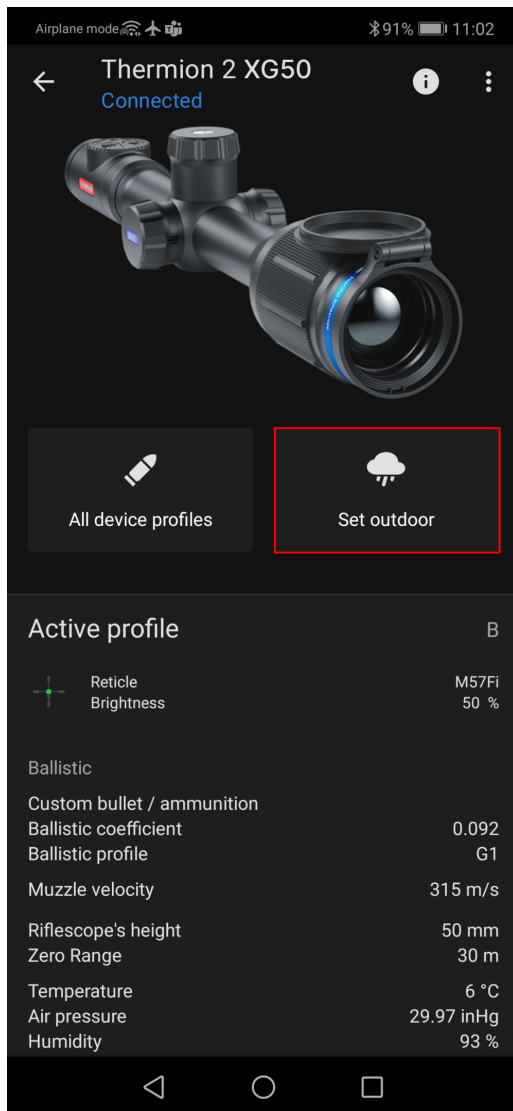 Airplane mode 91% 11:02
Thermion 2 XG50
Connected
All device profiles
Set outdoor
Active profile B
Reticle M57Fi
Brightness 50 %
Ballistic
Custom bullet / ammunition
Ballistic coefficient 0.092
Ballistic profile G1
Muzzle velocity 315 m/s
Riflescope's height 50 mm
Zero Range 30 m
Temperature 6 °C
Air pressure 29.97 inHg
Humidity 93 %